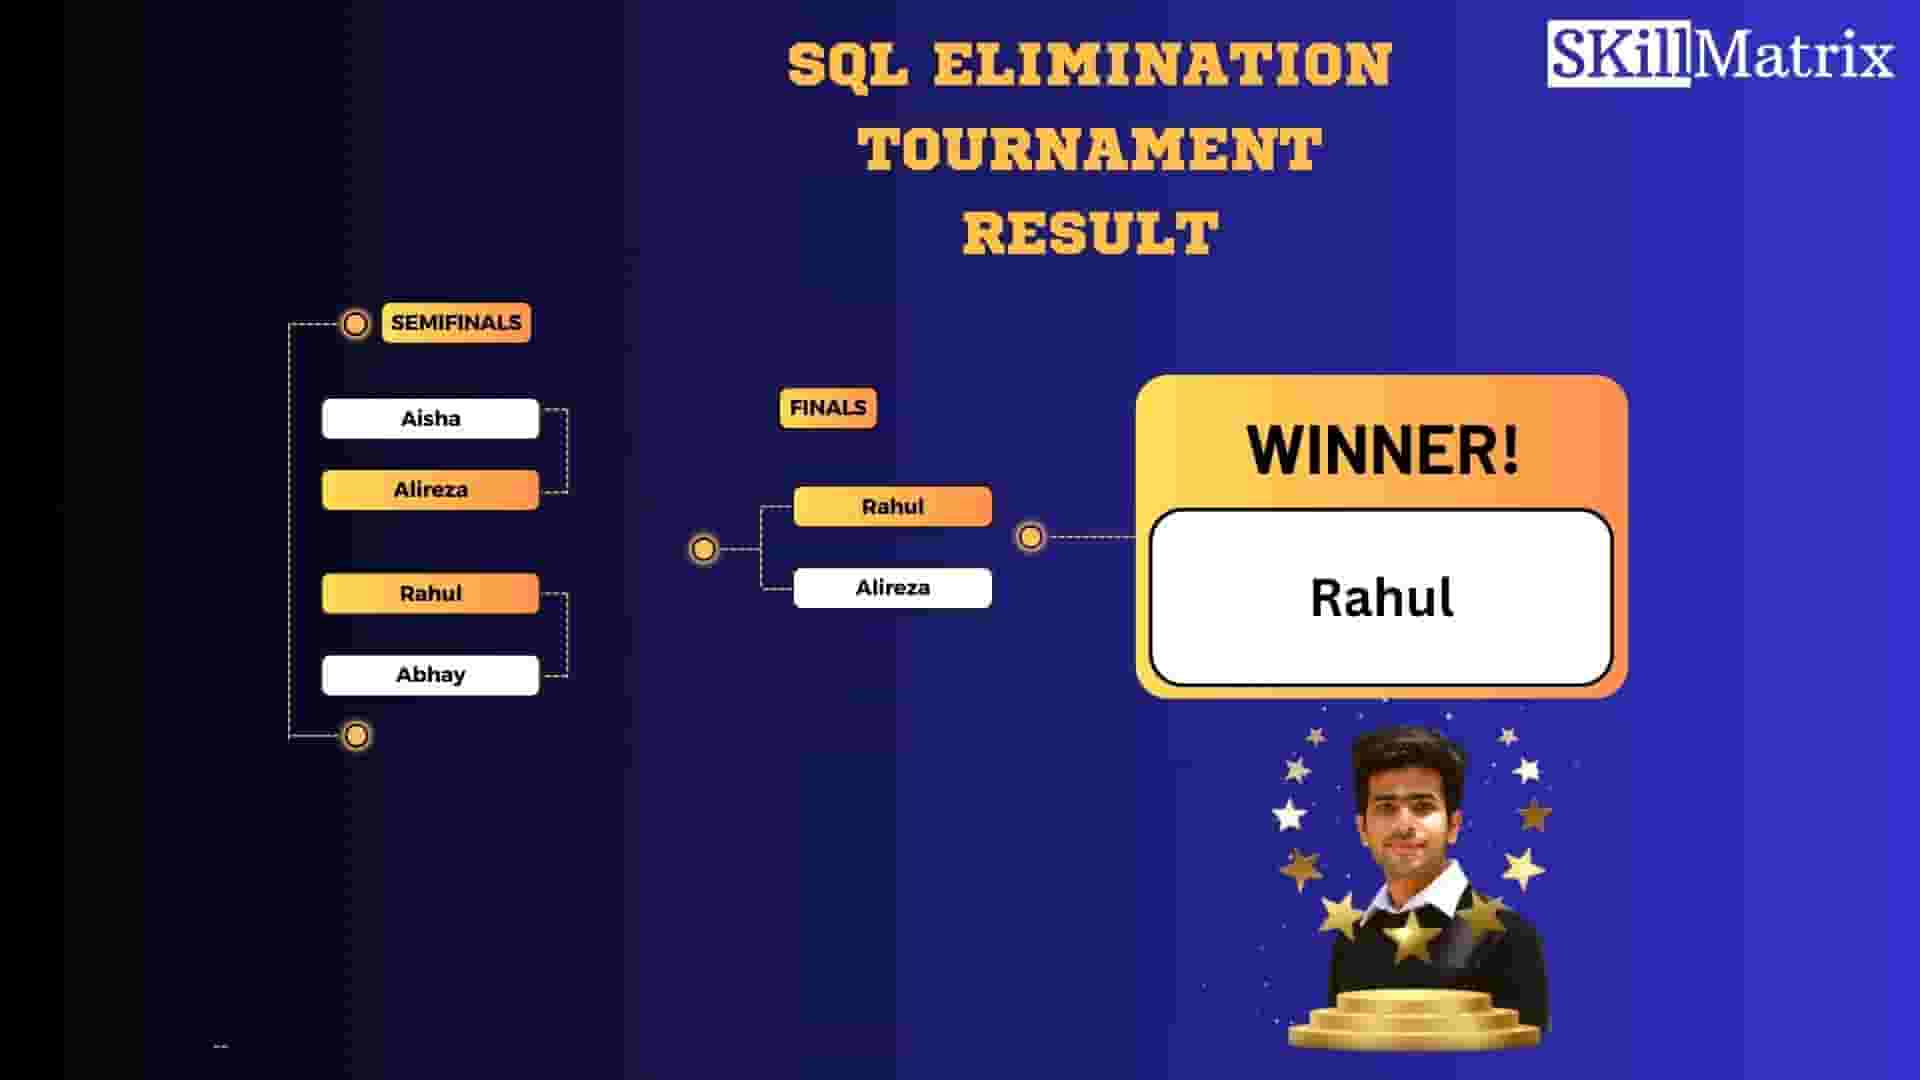 SQL ELIMINATION
TOURNAMENT
RESULT
SKillMatrix
SEMIFINALS
Aisha
Alireza
Rahul
Abhay
FINALS
Rahul
Alireza
WINNER!
Rahul